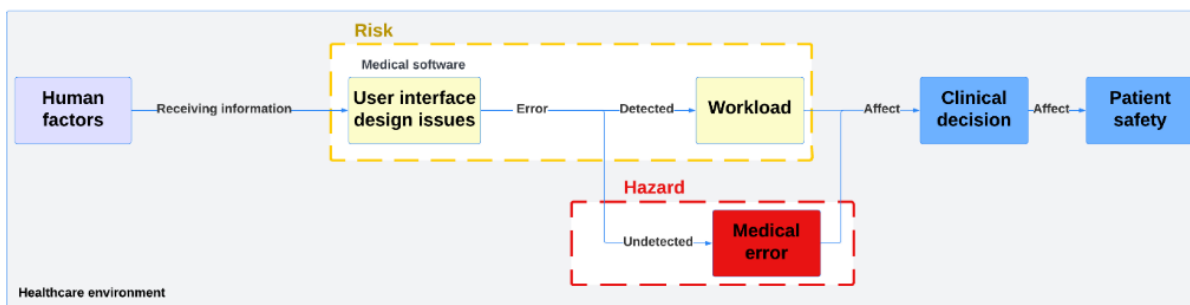 Risk
Medical software
Human
factors
Receiving information
User interface
design issues
Error
Detected
Workload
Affect
Clinical
decision
Affect
Patient
safety
Hazard
Undetected
Medical
error
Healthcare environment